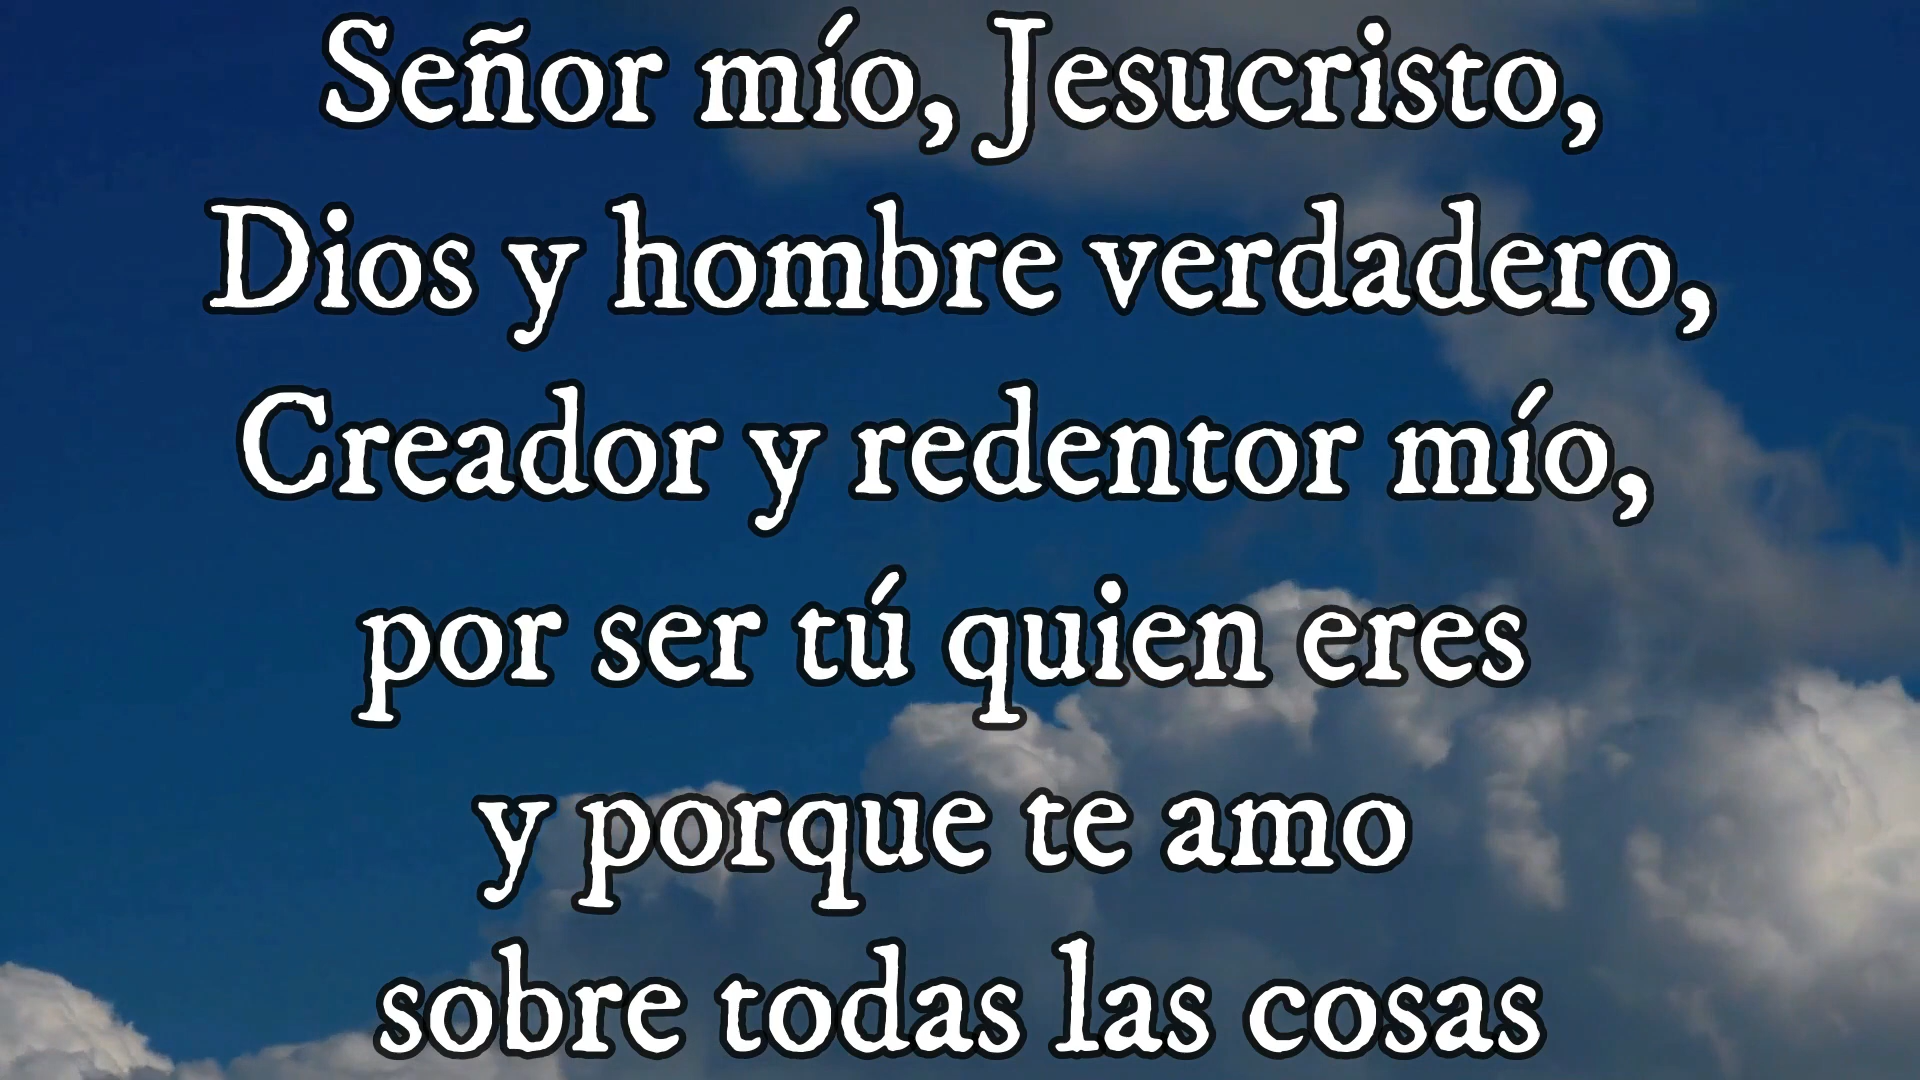 Señor mío, Jesucristo,
Dios y hombre verdadero,
Creador y redentor mío,
por ser tú quien eres
y porque te amo
sobre todas las cosas